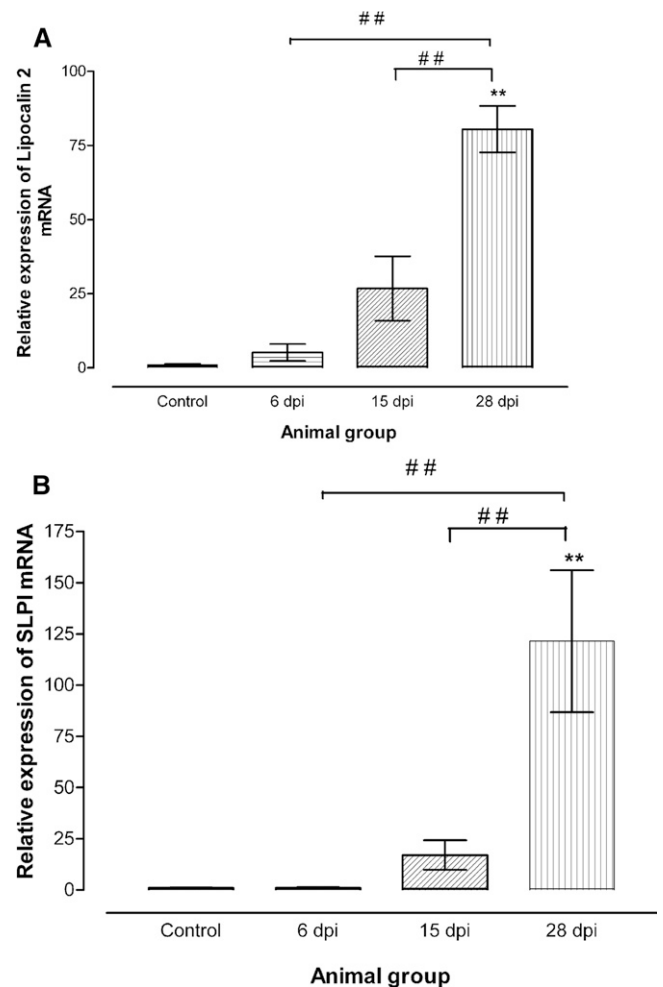 A
# #
# #
**
100
75
50
25
0
Relative expression of Lipocalin 2
mRNA
Control 6 dpi 15 dpi 28 dpi
Animal group
B
# #
# #
**
175
150
125
100
75
50
25
0
Relative expression of SLPI mRNA
Control 6 dpi 15 dpi 28 dpi
Animal group